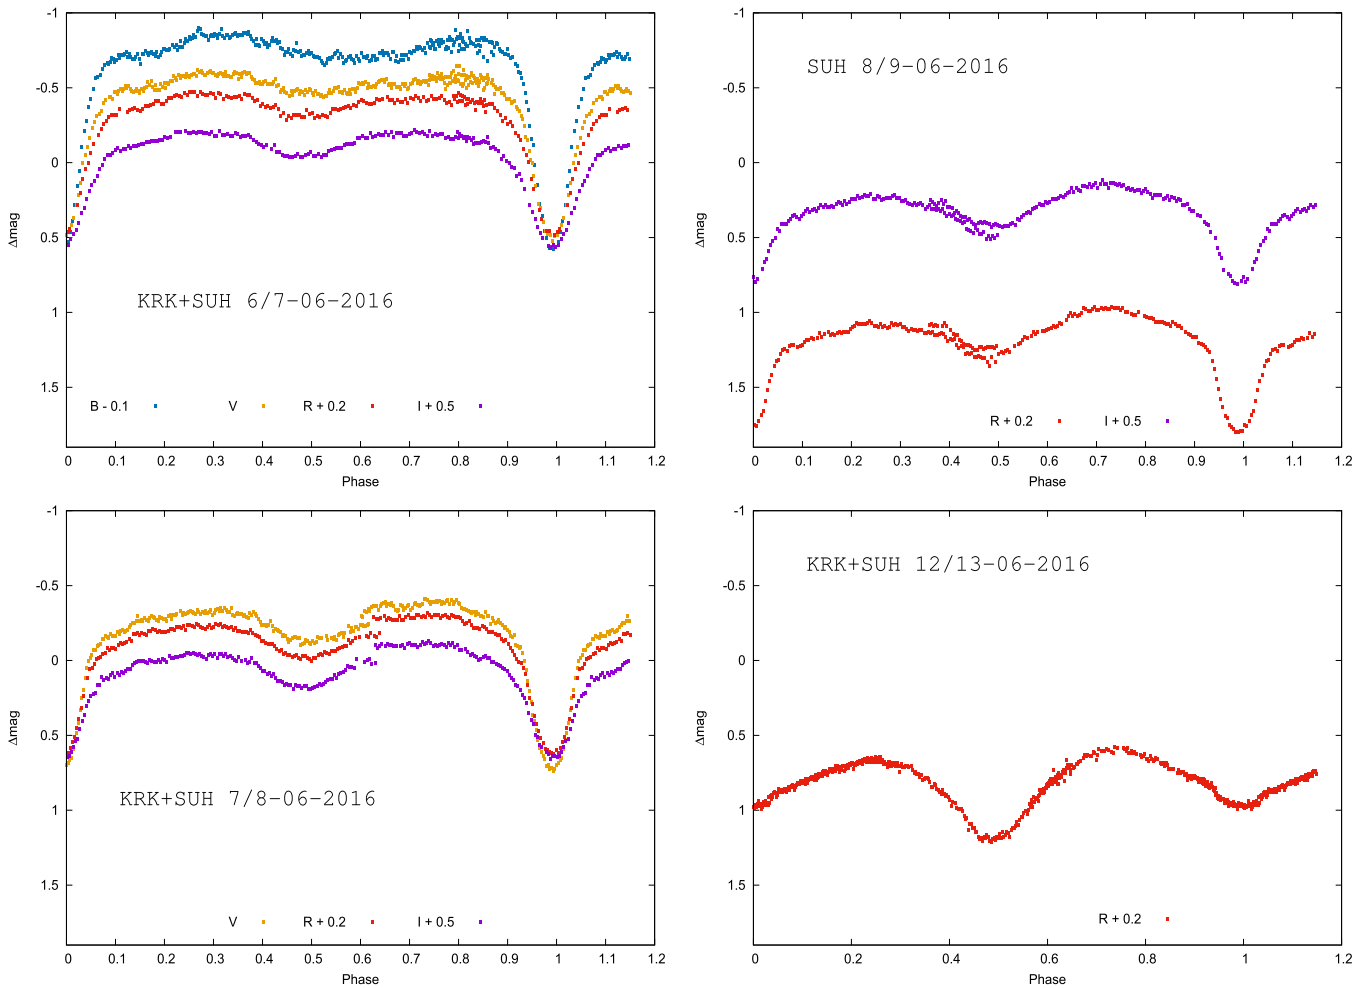 -1
-0.5
0
0.5
1
1.5
Δmag
KRK+SUH 6/7-06-2016
B - 0.1 V R + 0.2 I + 0.5
0 0.1 0.2 0.3 0.4 0.5 0.6 0.7 0.8 0.9 1 1.1 1.2
Phase
-1
-0.5
0
0.5
1
1.5
Δmag
SUH 8/9-06-2016
R + 0.2 I + 0.5
0 0.1 0.2 0.3 0.4 0.5 0.6 0.7 0.8 0.9 1 1.1 1.2
Phase
-1
-0.5
0
0.5
1
1.5
Δmag
KRK+SUH 7/8-06-2016
V R + 0.2 I + 0.5
0 0.1 0.2 0.3 0.4 0.5 0.6 0.7 0.8 0.9 1 1.1 1.2
Phase
-1
-0.5
0
0.5
1
1.5
Δmag
KRK+SUH 12/13-06-2016
R + 0.2
0 0.2 0.4 0.6 0.8 1 1.2
Phase